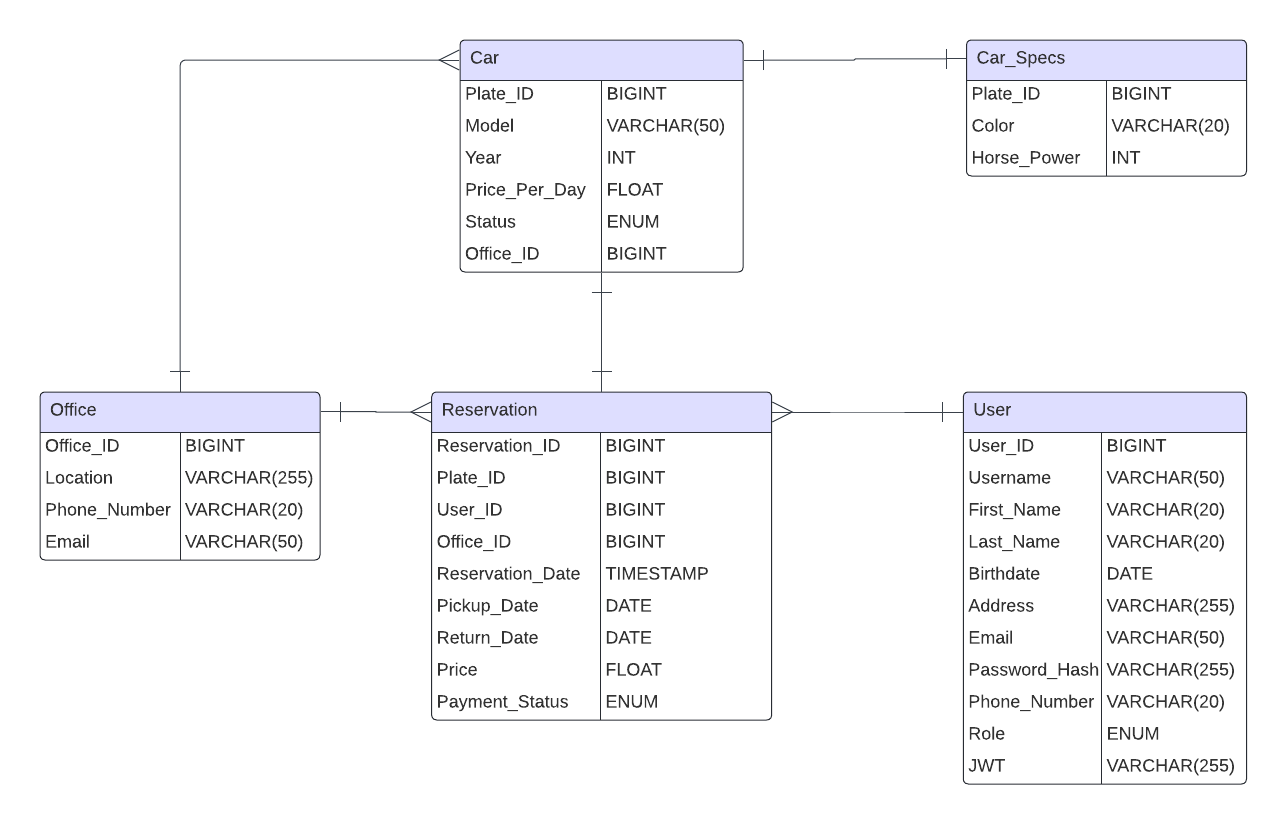 Car
Plate_ID BIGINT
Model VARCHAR(50)
Year INT
Price_Per_Day FLOAT
Status ENUM
Office_ID BIGINT
Car_Specs
Plate_ID BIGINT
Color VARCHAR(20)
Horse_Power INT
Office
Office_ID BIGINT
Location VARCHAR(255)
Phone_Number VARCHAR(20)
Email VARCHAR(50)
Reservation
Reservation_ID BIGINT
Plate_ID BIGINT
User_ID BIGINT
Office_ID BIGINT
Reservation_Date TIMESTAMP
Pickup_Date DATE
Return_Date DATE
Price FLOAT
Payment_Status ENUM
User
User_ID BIGINT
Username VARCHAR(50)
First_Name VARCHAR(20)
Last_Name VARCHAR(20)
Birthdate DATE
Address VARCHAR(255)
Email VARCHAR(50)
Password_Hash VARCHAR(255)
Phone_Number VARCHAR(20)
Role ENUM
JWT VARCHAR(255)